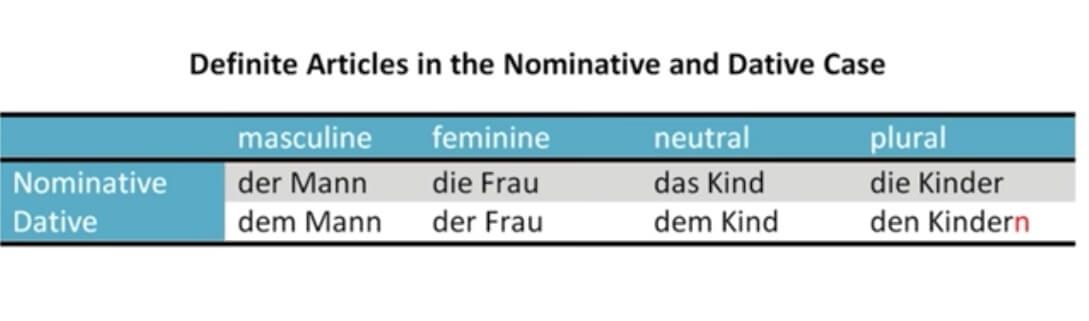 Definite Articles in the Nominative and Dative Case
masculine feminine neutral plural
Nominative der Mann die Frau das Kind die Kinder
Dative dem Mann der Frau dem Kind den Kindern